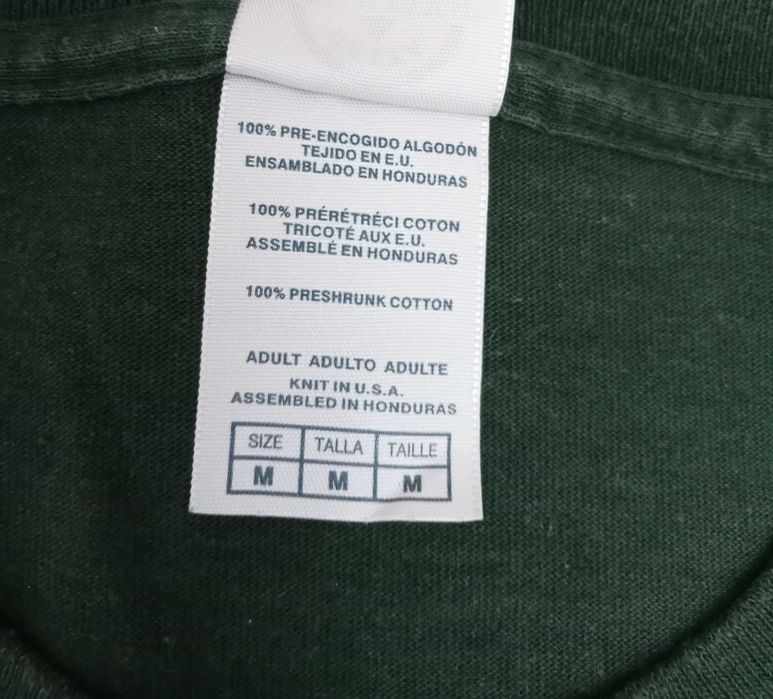 100% PRE-ENCOGIDO ALGODÓN
TEJIDO EN E.U.
ENSAMBLADO EN HONDURAS
100% PRÉRÉTRÉCI COTON
TRICOTÉ AUX E.U.
ASSEMBLÉ EN HONDURAS
100% PRESHRUNK COTTON
ADULT ADULTO ADULTE
KNIT IN U.S.A.
ASSEMBLED IN HONDURAS
SIZE TALLA TAILLE
M M M